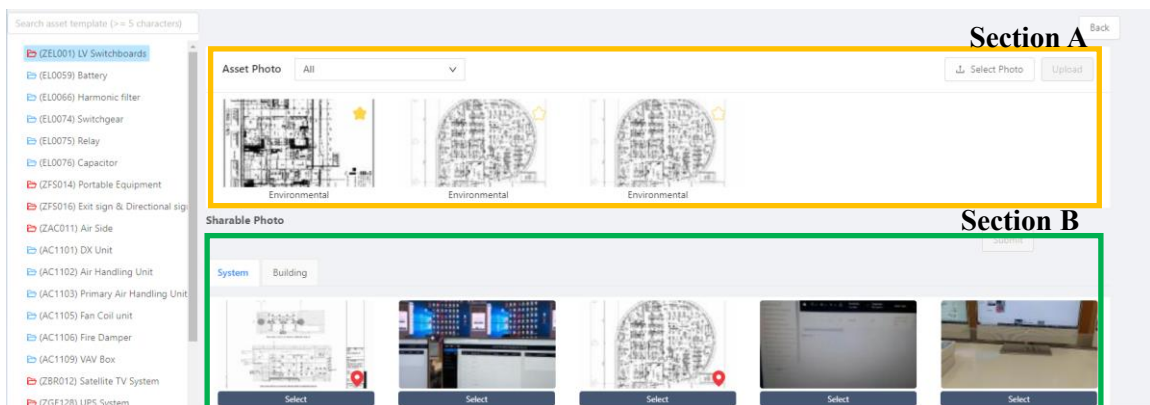 Search asset template (>= 5 characters)
(ZEL001) LV Switchboards
(EL0059) Battery
(EL0066) Harmonic filter
(EL0074) Switchgear
(EL0075) Relay
(EL0076) Capacitor
(ZFS014) Portable Equipment
(ZFS016) Exit sign & Directional sig
(ZAC011) Air Side
(AC1101) DX Unit
(AC1102) Air Handling Unit
(AC1103) Primary Air Handling Unit
(AC1105) Fan Coil unit
(AC1106) Fire Damper
(AC1109) VAV Box
(ZBR012) Satellite TV System
(ZGE128) UPS System
Section A
Back
Asset Photo
All
Select Photo
Upload
Environmental
Environmental
Environmental
Sharable Photo
Section B
Submit
System
Building
Select
Select
Select
Select
Select